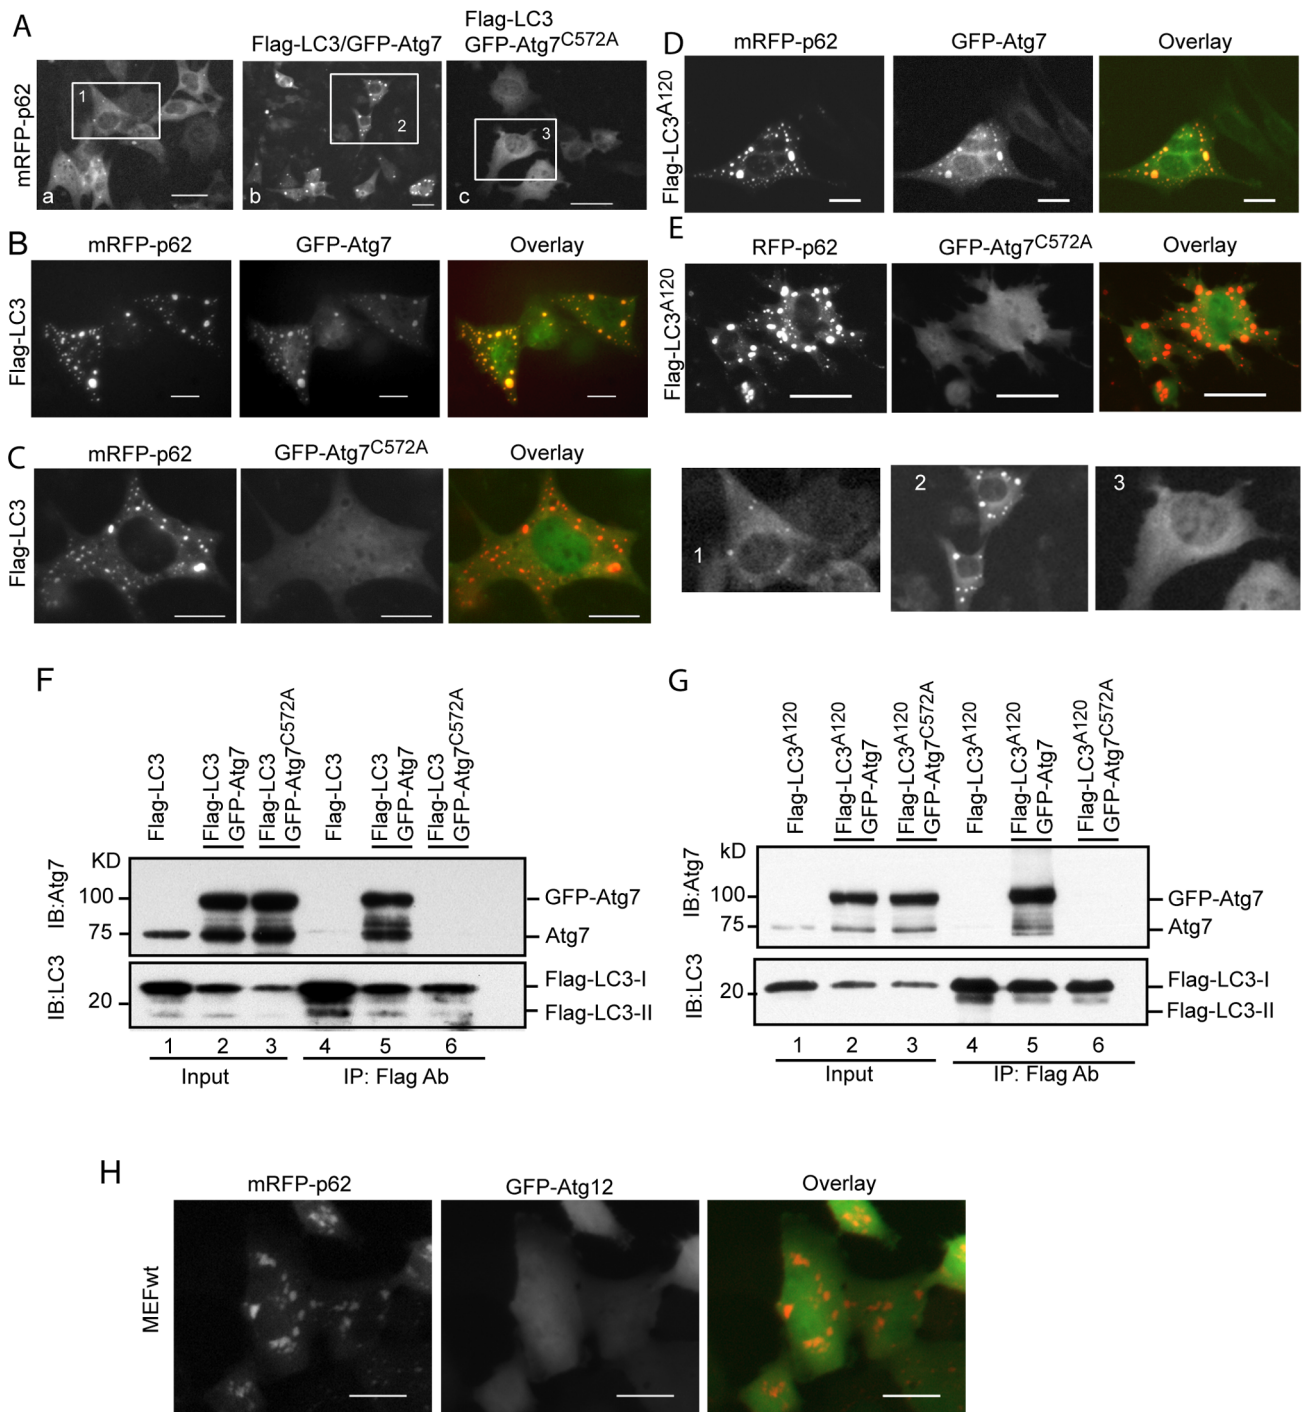 A
mRFP-p62
Flag-LC3/GFP-Atg7
Flag-LC3
GFP-Atg7C572A
1
a
2
b
3
c
B
Flag-LC3
mRFP-p62
GFP-Atg7
Overlay
C
Flag-LC3
mRFP-p62
GFP-Atg7C572A
Overlay
D
Flag-LC3A120
mRFP-p62
GFP-Atg7
Overlay
E
Flag-LC3A120
RFP-p62
GFP-Atg7C572A
Overlay
1
2
3
F
Flag-LC3
Flag-LC3
GFP-Atg7
Flag-LC3
GFP-Atg7C572A
Flag-LC3
Flag-LC3
GFP-Atg7
Flag-LC3
GFP-Atg7C572A
IB:Atg7
KD
100
75
GFP-Atg7
Atg7
IB:LC3
20
Flag-LC3-I
Flag-LC3-II
1 2 3 4 5 6
Input
IP: Flag Ab
G
Flag-LC3A120
Flag-LC3A120
GFP-Atg7
Flag-LC3A120
GFP-Atg7C572A
Flag-LC3A120
Flag-LC3A120
GFP-Atg7
Flag-LC3A120
GFP-Atg7C572A
IB:Atg7
kD
100
75
GFP-Atg7
Atg7
IB:LC3
20
Flag-LC3-I
Flag-LC3-II
1 2 3 4 5 6
Input
IP: Flag Ab
H
MEFwt
mRFP-p62
GFP-Atg12
Overlay